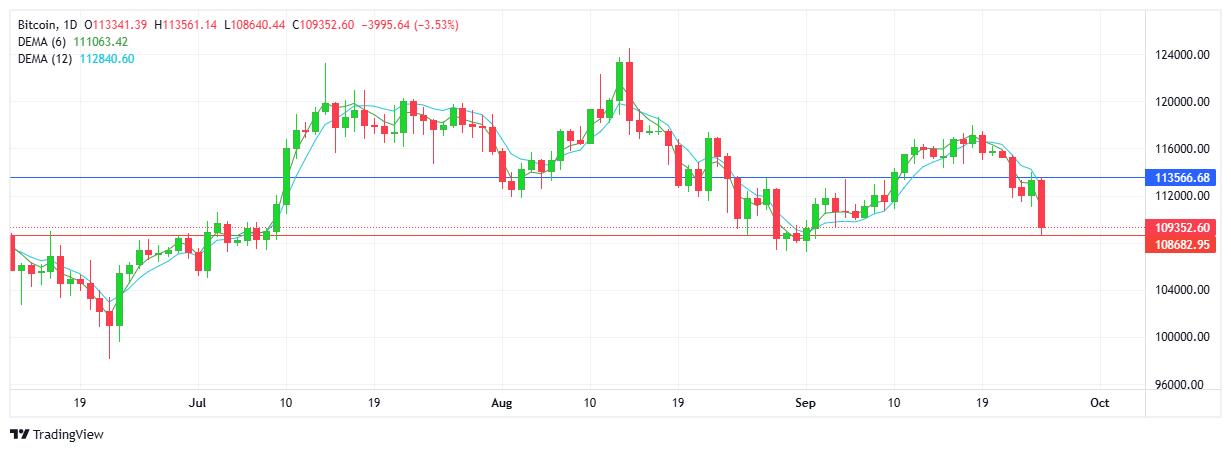 Bitcoin, 1D O113341.39 H113561.14 L108640.44 C109352.60 −3995.64 (−3.53%)
DEMA (6) 111063.42
DEMA (12) 112840.60
124000.00
120000.00
116000.00
113566.68
112000.00
109352.60
108682.95
104000.00
100000.00
96000.00
19 Jul 10 19 Aug 10 19 Sep 10 19 Oct
TradingView